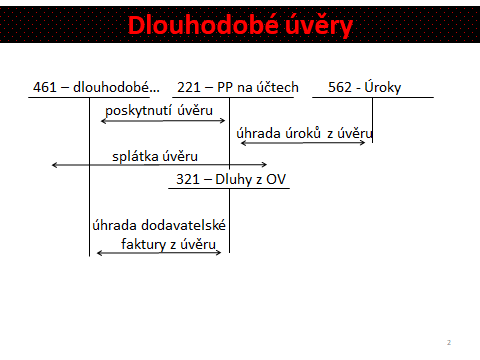 Dlouhodobé úvěry
461 – dlouhodobé... 221 – PP na účtech 562 - Úroky
poskytnutí úvěru
úhrada úroků z úvěru
splátka úvěru
321 – Dluhy z OV
úhrada dodavatelské
faktury z úvěru
2